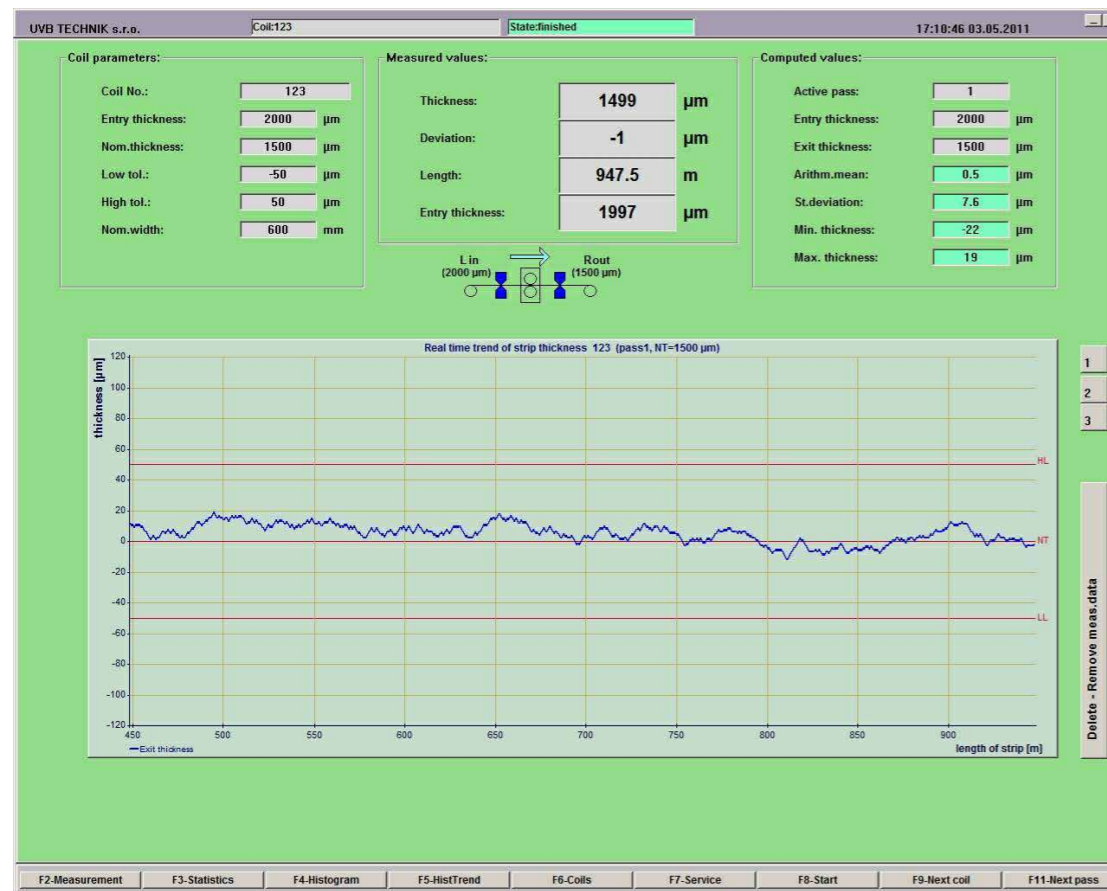 UVB TECHNIK s.r.o. Coil:123 State:finished 17:10:46 03.05.2011
Coil parameters:
Coil No.: 123
Entry thickness: 2000 µm
Nom.thickness: 1500 µm
Low tol.: -50 µm
High tol.: 50 µm
Nom.width: 600 mm
Measured values:
Thickness: 1499 µm
Deviation: -1 µm
Length: 947.5 m
Entry thickness: 1997 µm
Computed values:
Active pass: 1
Entry thickness: 2000 µm
Exit thickness: 1500 µm
Arithm.mean: 0.5 µm
St.deviation: 7.6 µm
Min. thickness: -22 µm
Max. thickness: 19 µm
L in Rout
(2000 µm) (1500 µm)
Real time trend of strip thickness 123 (pass1, NT=1500 µm)
thickness [µm]
120
100
80
60
40
20
0
-20
-40
-60
-80
-100
-120
HL
NT
LL
450 500 550 600 650 700 750 800 850 900
Exit thickness
length of strip [m]
1
2
3
Delete - Remove meas.data
F2-Measurement F3-Statistics F4-Histogram F5-HistTrend F6-Coils F7-Service F8-Start F9-Next coil F11-Next pass